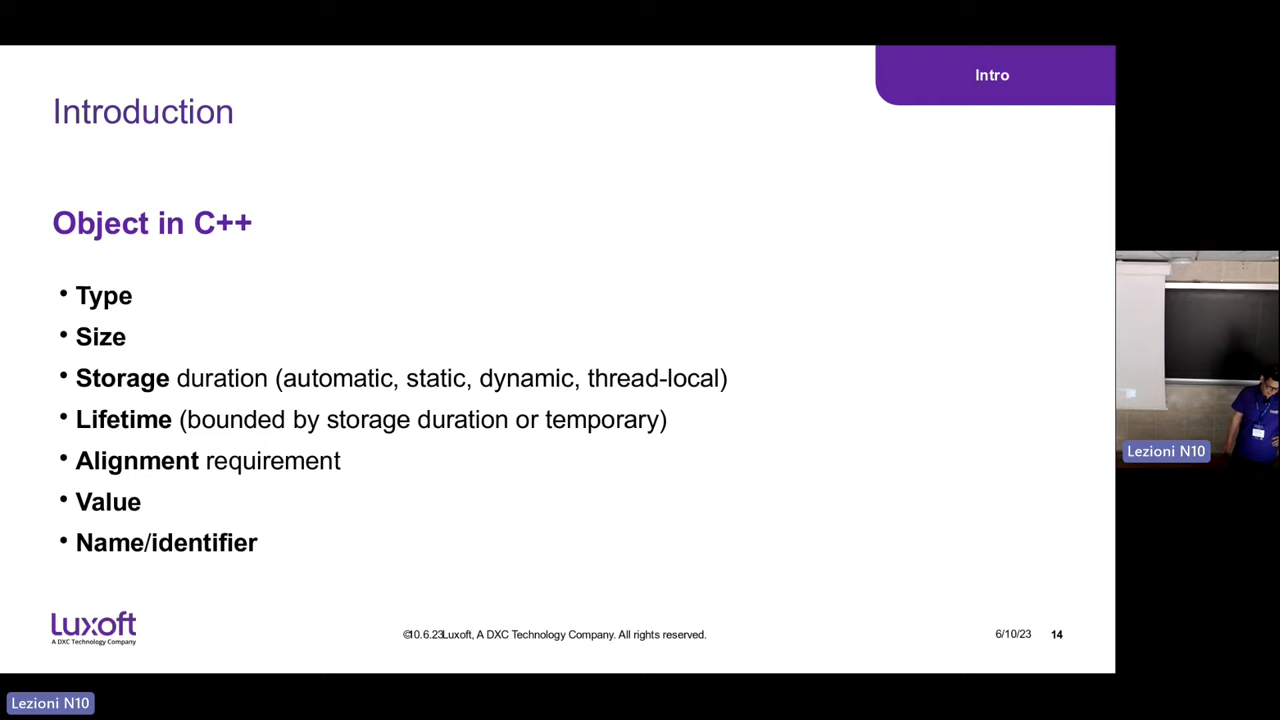 Intro
Introduction
Object in C++
• Type
• Size
• Storage duration (automatic, static, dynamic, thread-local)
• Lifetime (bounded by storage duration or temporary)
• Alignment requirement
• Value
• Name/identifier
Lezioni N10
Luxoft
A DXC Technology Company
©10.6.23Luxoft, A DXC Technology Company. All rights reserved.
6/10/23
14
Lezioni N10